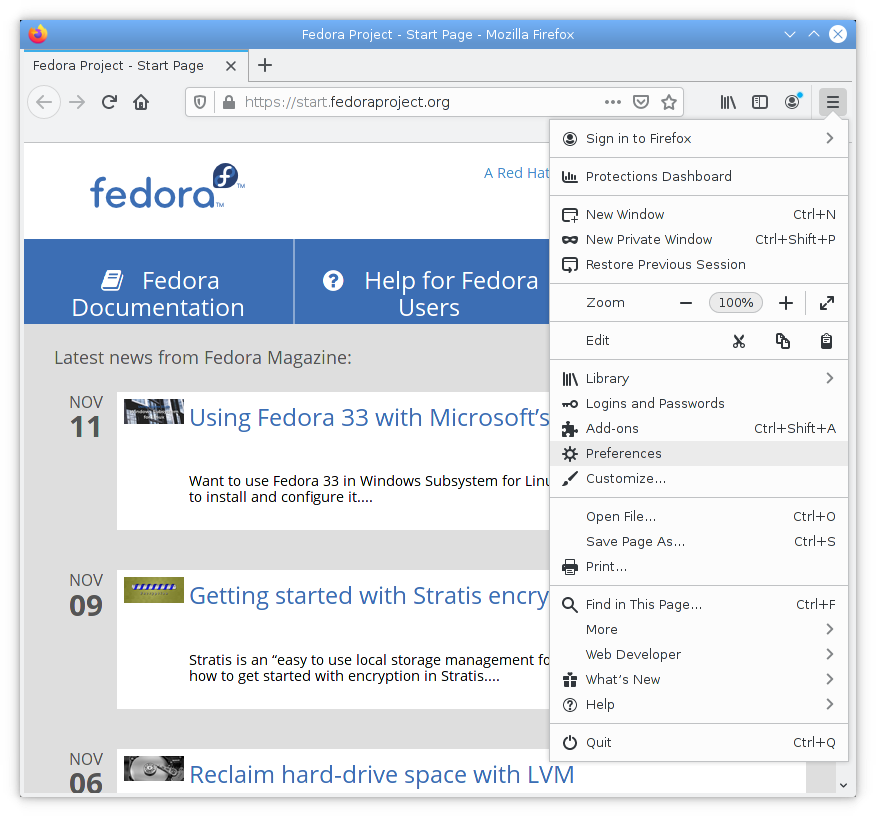 Fedora Project - Start Page - Mozilla Firefox
Fedora Project - Start Page
https://start.fedoraproject.org
Sign in to Firefox
Protections Dashboard
New Window Ctrl+N
New Private Window Ctrl+Shift+P
Restore Previous Session
Zoom 100%
Edit
Library
Logins and Passwords
Add-ons Ctrl+Shift+A
Preferences
Customize...
Open File... Ctrl+O
Save Page As... Ctrl+S
Print...
Find in This Page... Ctrl+F
More
Web Developer
What's New
Help
Quit Ctrl+Q
fedora™
A Red Hat
Fedora
Documentation
Help for Fedora
Users
Latest news from Fedora Magazine:
NOV
11
Using Fedora 33 with Microsoft's
Want to use Fedora 33 in Windows Subsystem for
to install and configure it....
NOV
09
Getting started with Stratis
Stratis is an “easy to use local storage management
how to get started with encryption in Stratis....
NOV
06
Reclaim hard-drive space with LVM